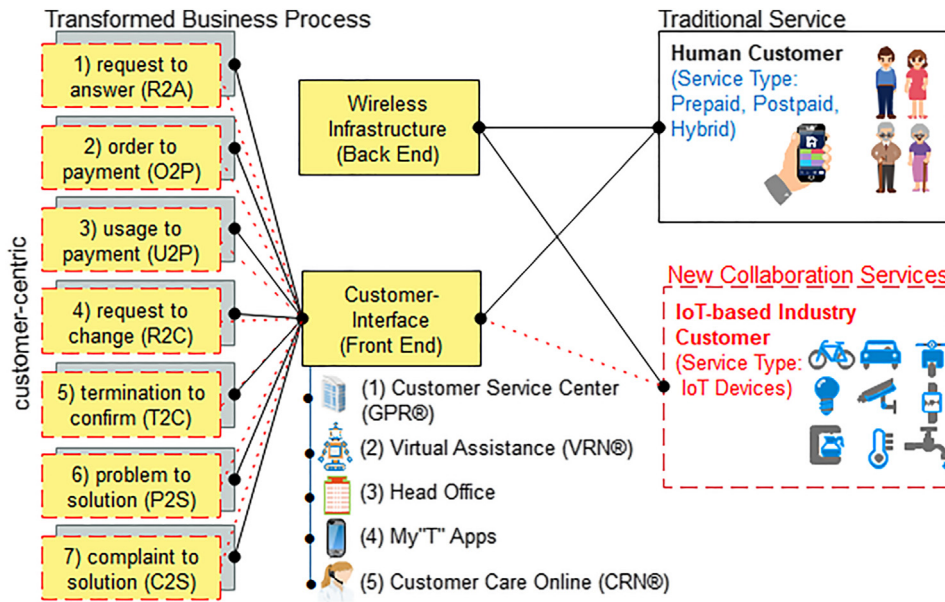 Transformed Business Process
customer-centric
1) request to
answer (R2A)
2) order to
payment (O2P)
3) usage to
payment (U2P)
4) request to
change (R2C)
5) termination to
confirm (T2C)
6) problem to
solution (P2S)
7) complaint to
solution (C2S)
Wireless
Infrastructure
(Back End)
Customer-
Interface
(Front End)
(1) Customer Service Center
(GPR®)
(2) Virtual Assistance (VRN®)
(3) Head Office
(4) My"T" Apps
(5) Customer Care Online (CRN®)
Traditional Service
Human Customer
(Service Type:
Prepaid, Postpaid,
Hybrid)
New Collaboration Services
IoT-based Industry
Customer
(Service Type:
IoT Devices)